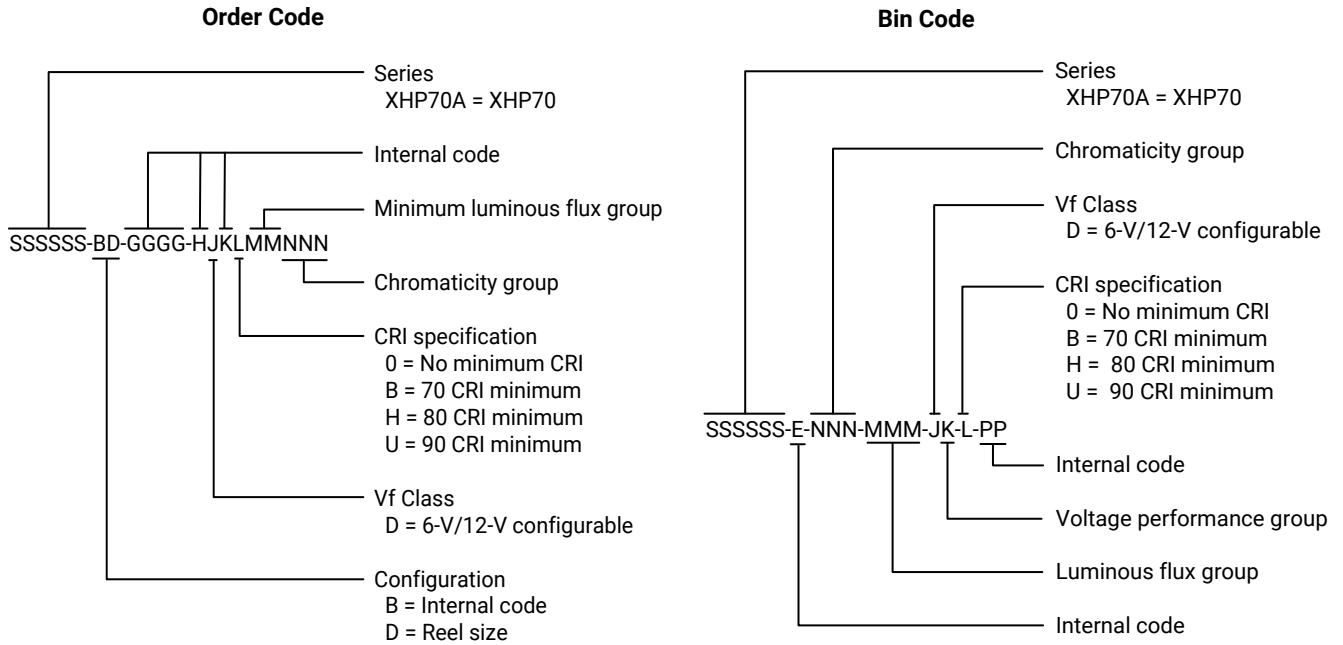 Order Code
Series
XHP70A = XHP70
Internal code
Minimum luminous flux group
SSSSSS-BD-GGGG-HJKLMMNNN
Chromaticity group
CRI specification
0 = No minimum CRI
B = 70 CRI minimum
H = 80 CRI minimum
U = 90 CRI minimum
Vf Class
D = 6-V/12-V configurable
Configuration
B = Internal code
D = Reel size
Bin Code
Series
XHP70A = XHP70
Chromaticity group
Vf Class
D = 6-V/12-V configurable
CRI specification
0 = No minimum CRI
B = 70 CRI minimum
H = 80 CRI minimum
U = 90 CRI minimum
SSSSSS-E-NNN-MMM-JK-L-PP
Internal code
Voltage performance group
Luminous flux group
Internal code